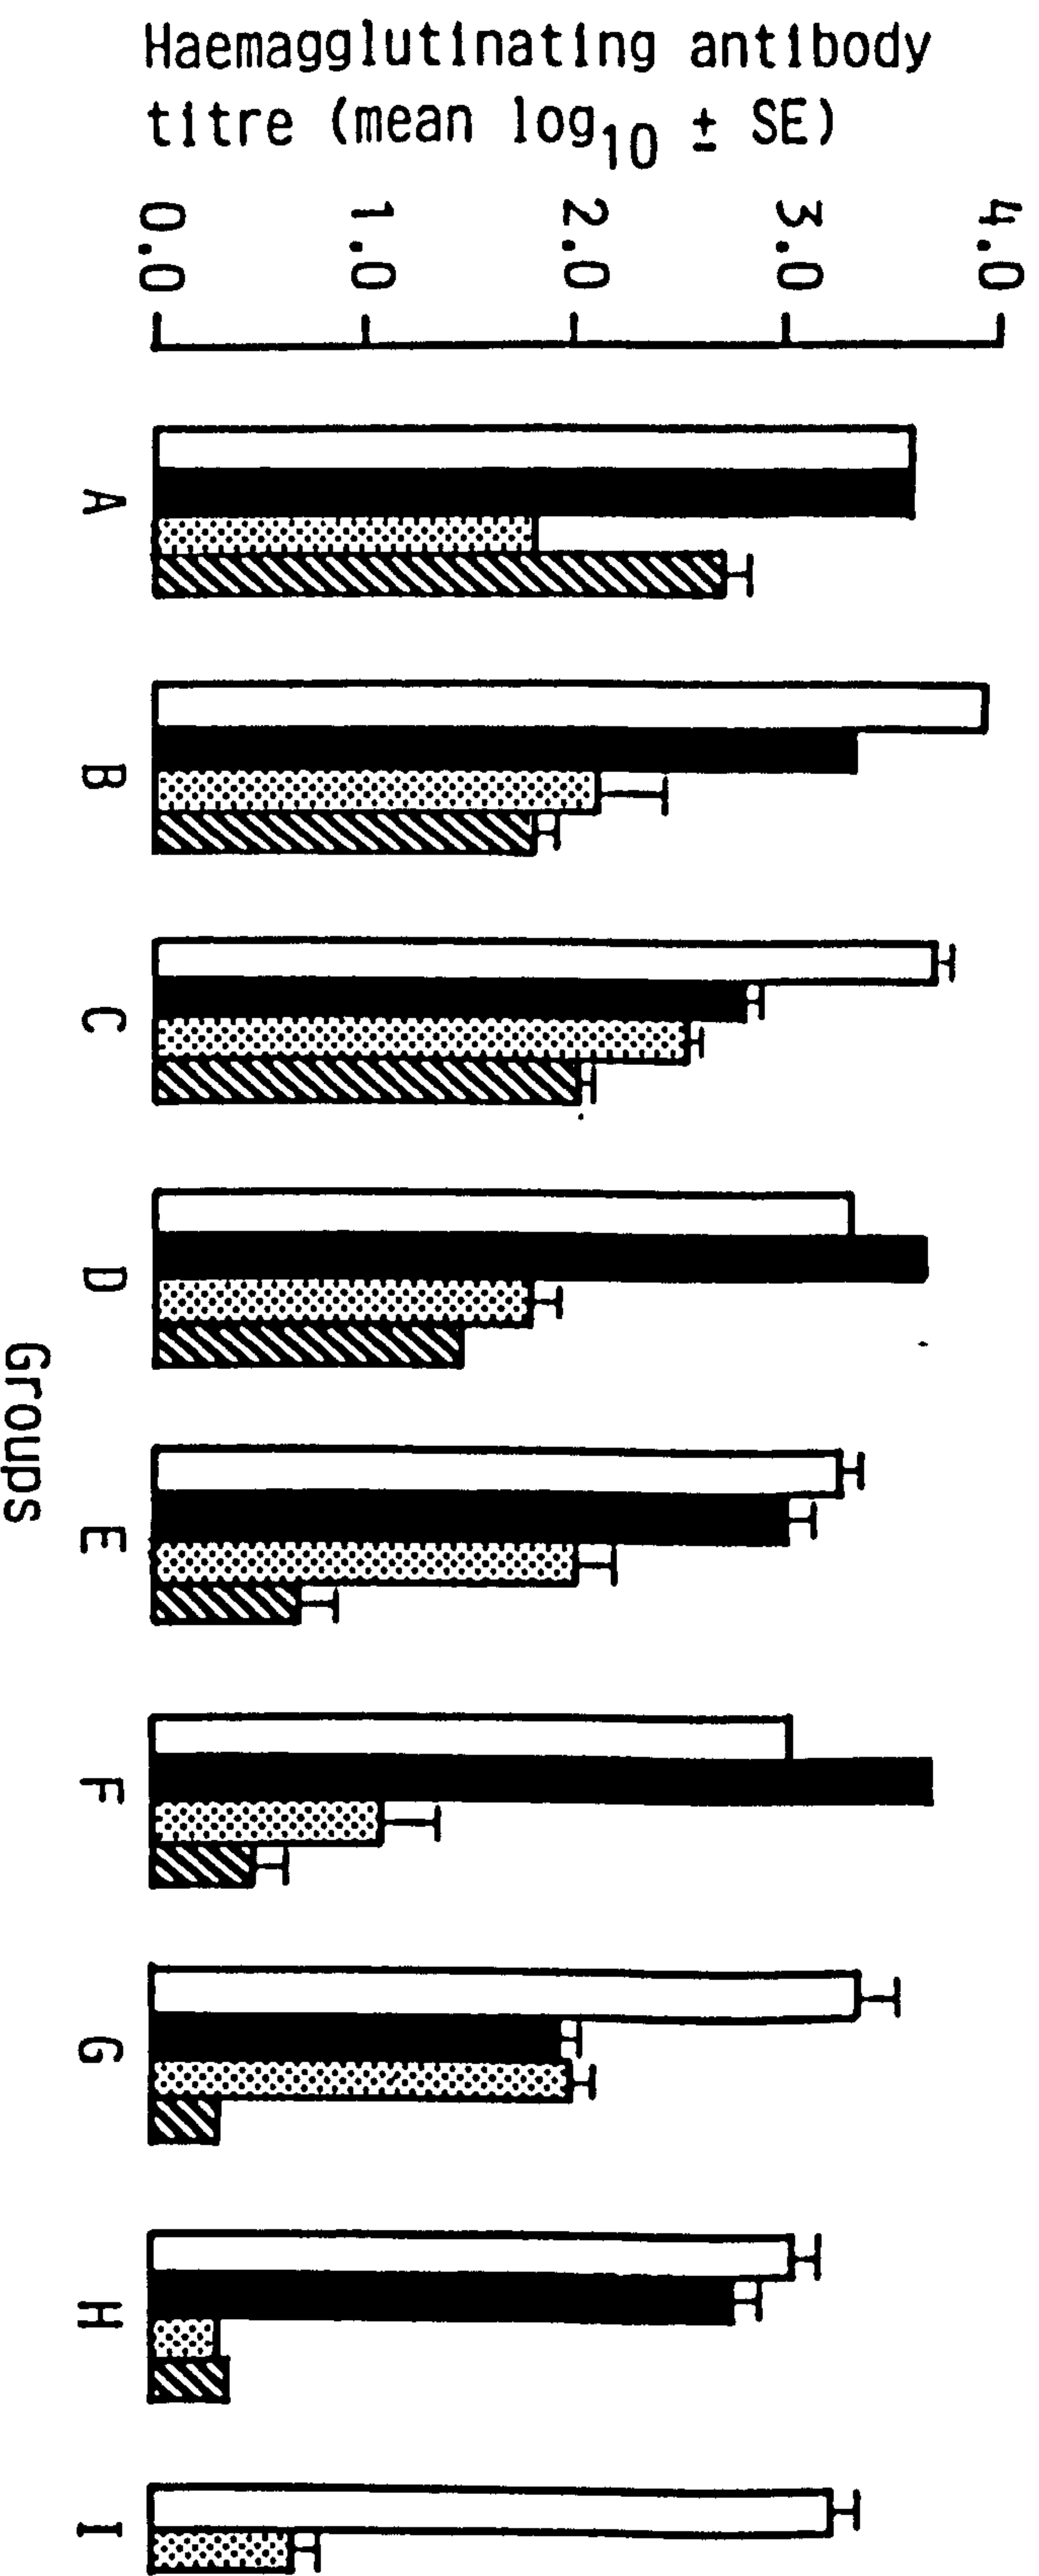 Haemagglutinating antibody
titre (mean log10 ± SE)
4.0
3.0
2.0
1.0
0.0
A
B
C
D
E
F
G
H
I
Groups